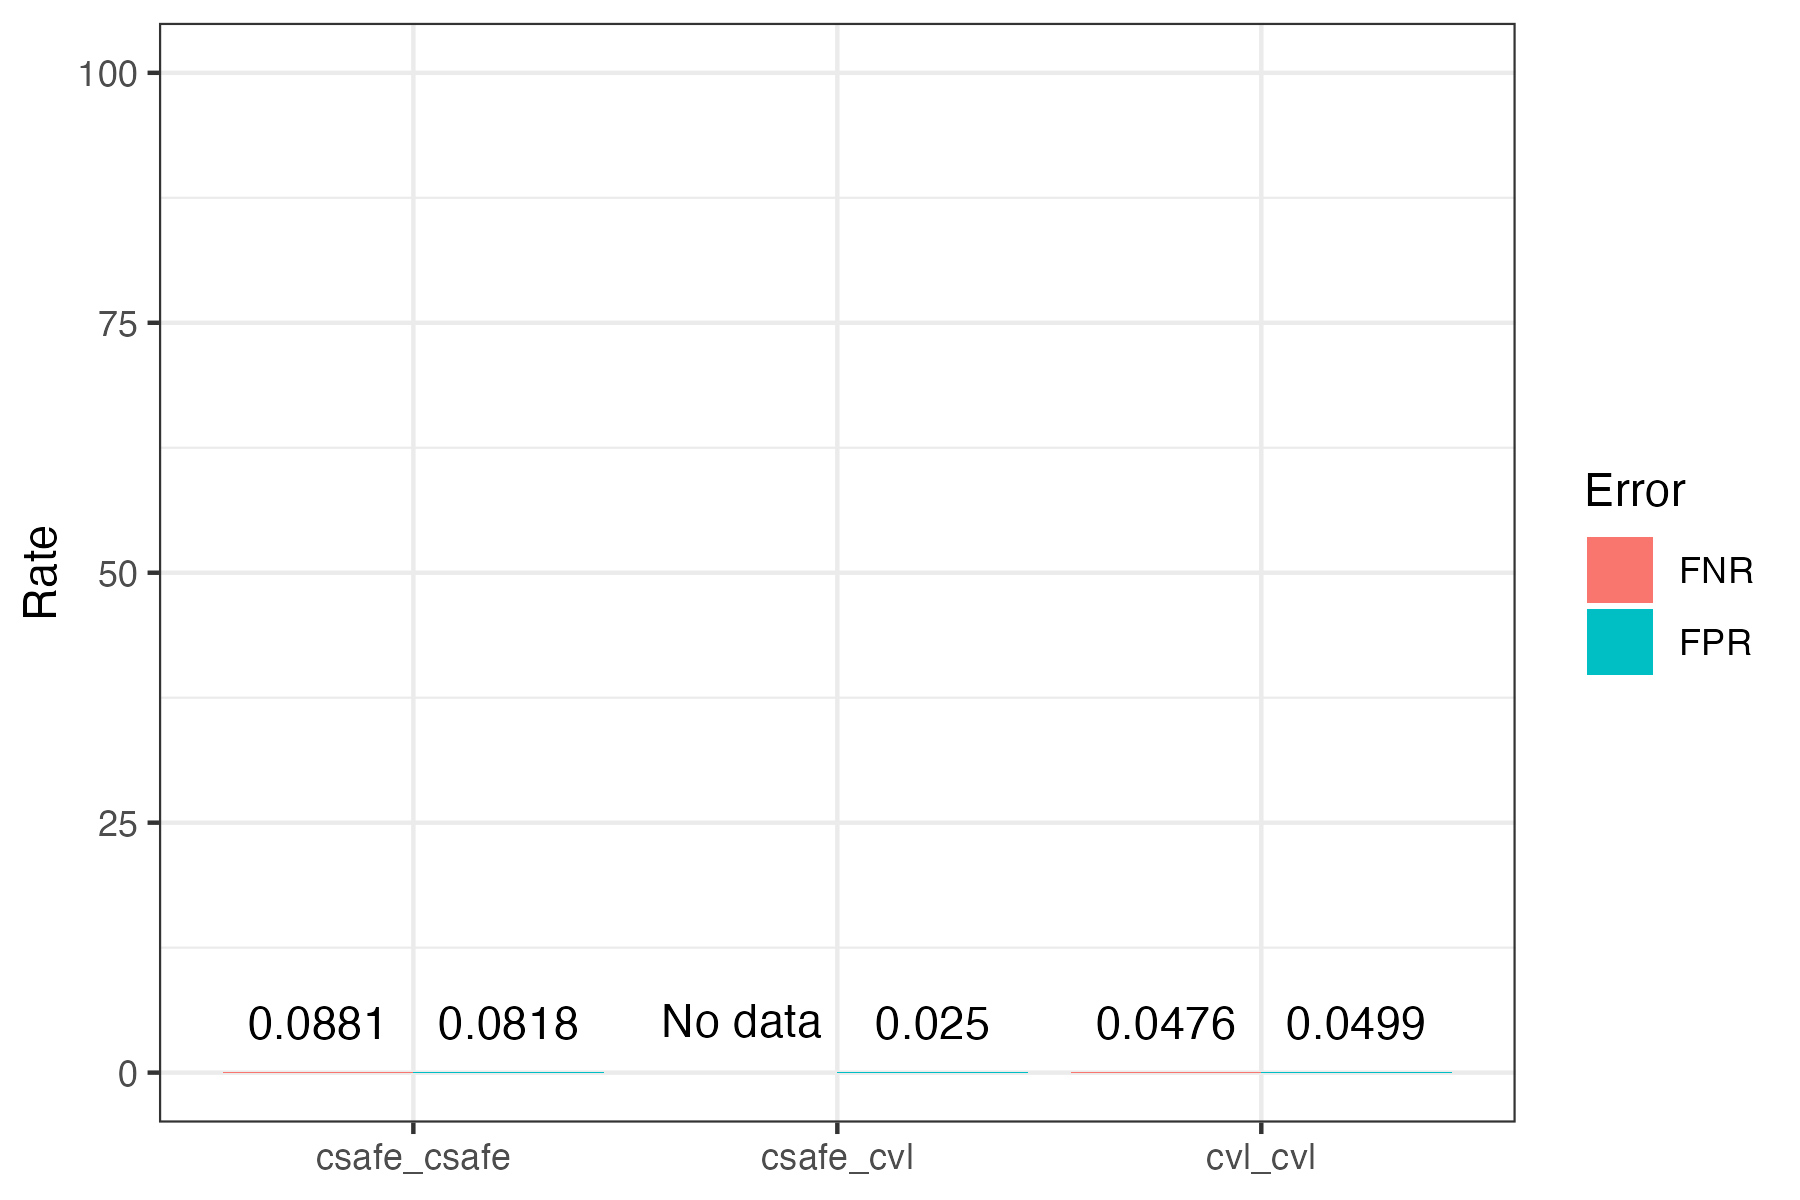 100
75
50
25
0
Rate
0.0881
0.0818
No data
0.025
0.0476
0.0499
csafe_csafe
csafe_cvl
cvl_cvl
Error
FNR
FPR